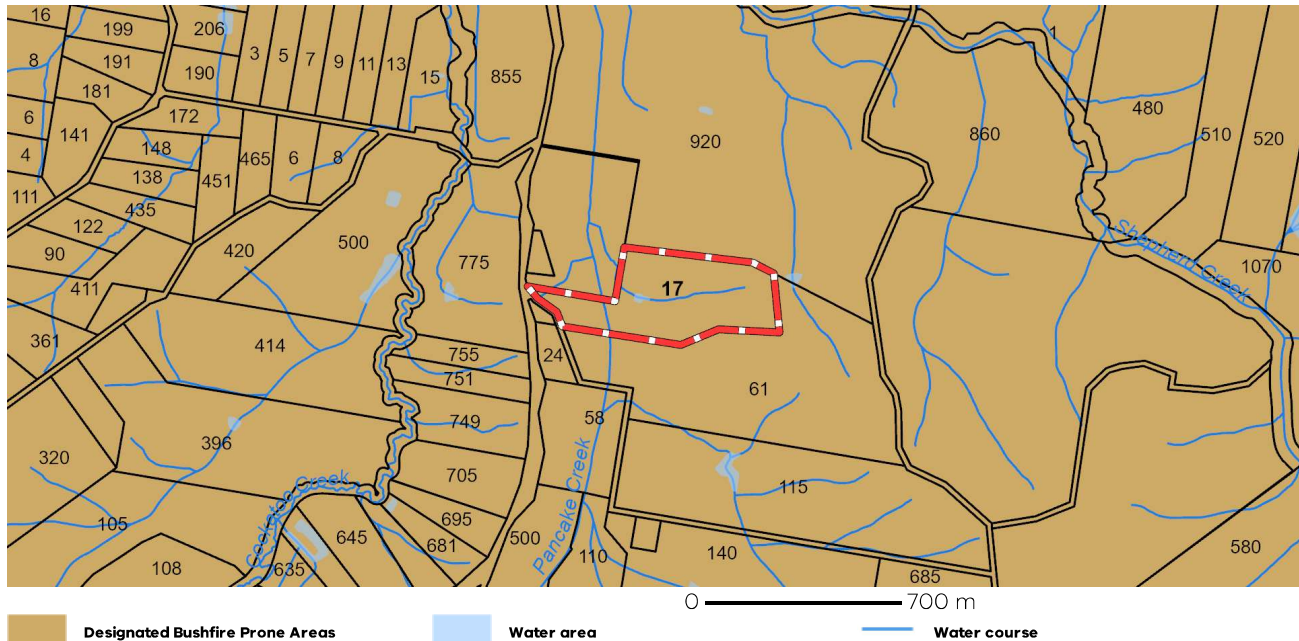 16 199 206 3 5 7 9 11 13 15 855 1
8 191 190 920 860 480 510 520
181 172
6 141 148 465 6 8
4 138 451
111 435
122 Shepherd Creek
90 420 500 775 1070
411 17
361 414 755 24
751 61
749 58
320 396 705 115
Cockatoo Creek Pancake Creek
105 695 500
645 681 140 580
108 635 110 685
0 700 m
Designated Bushfire Prone Areas Water area Water course